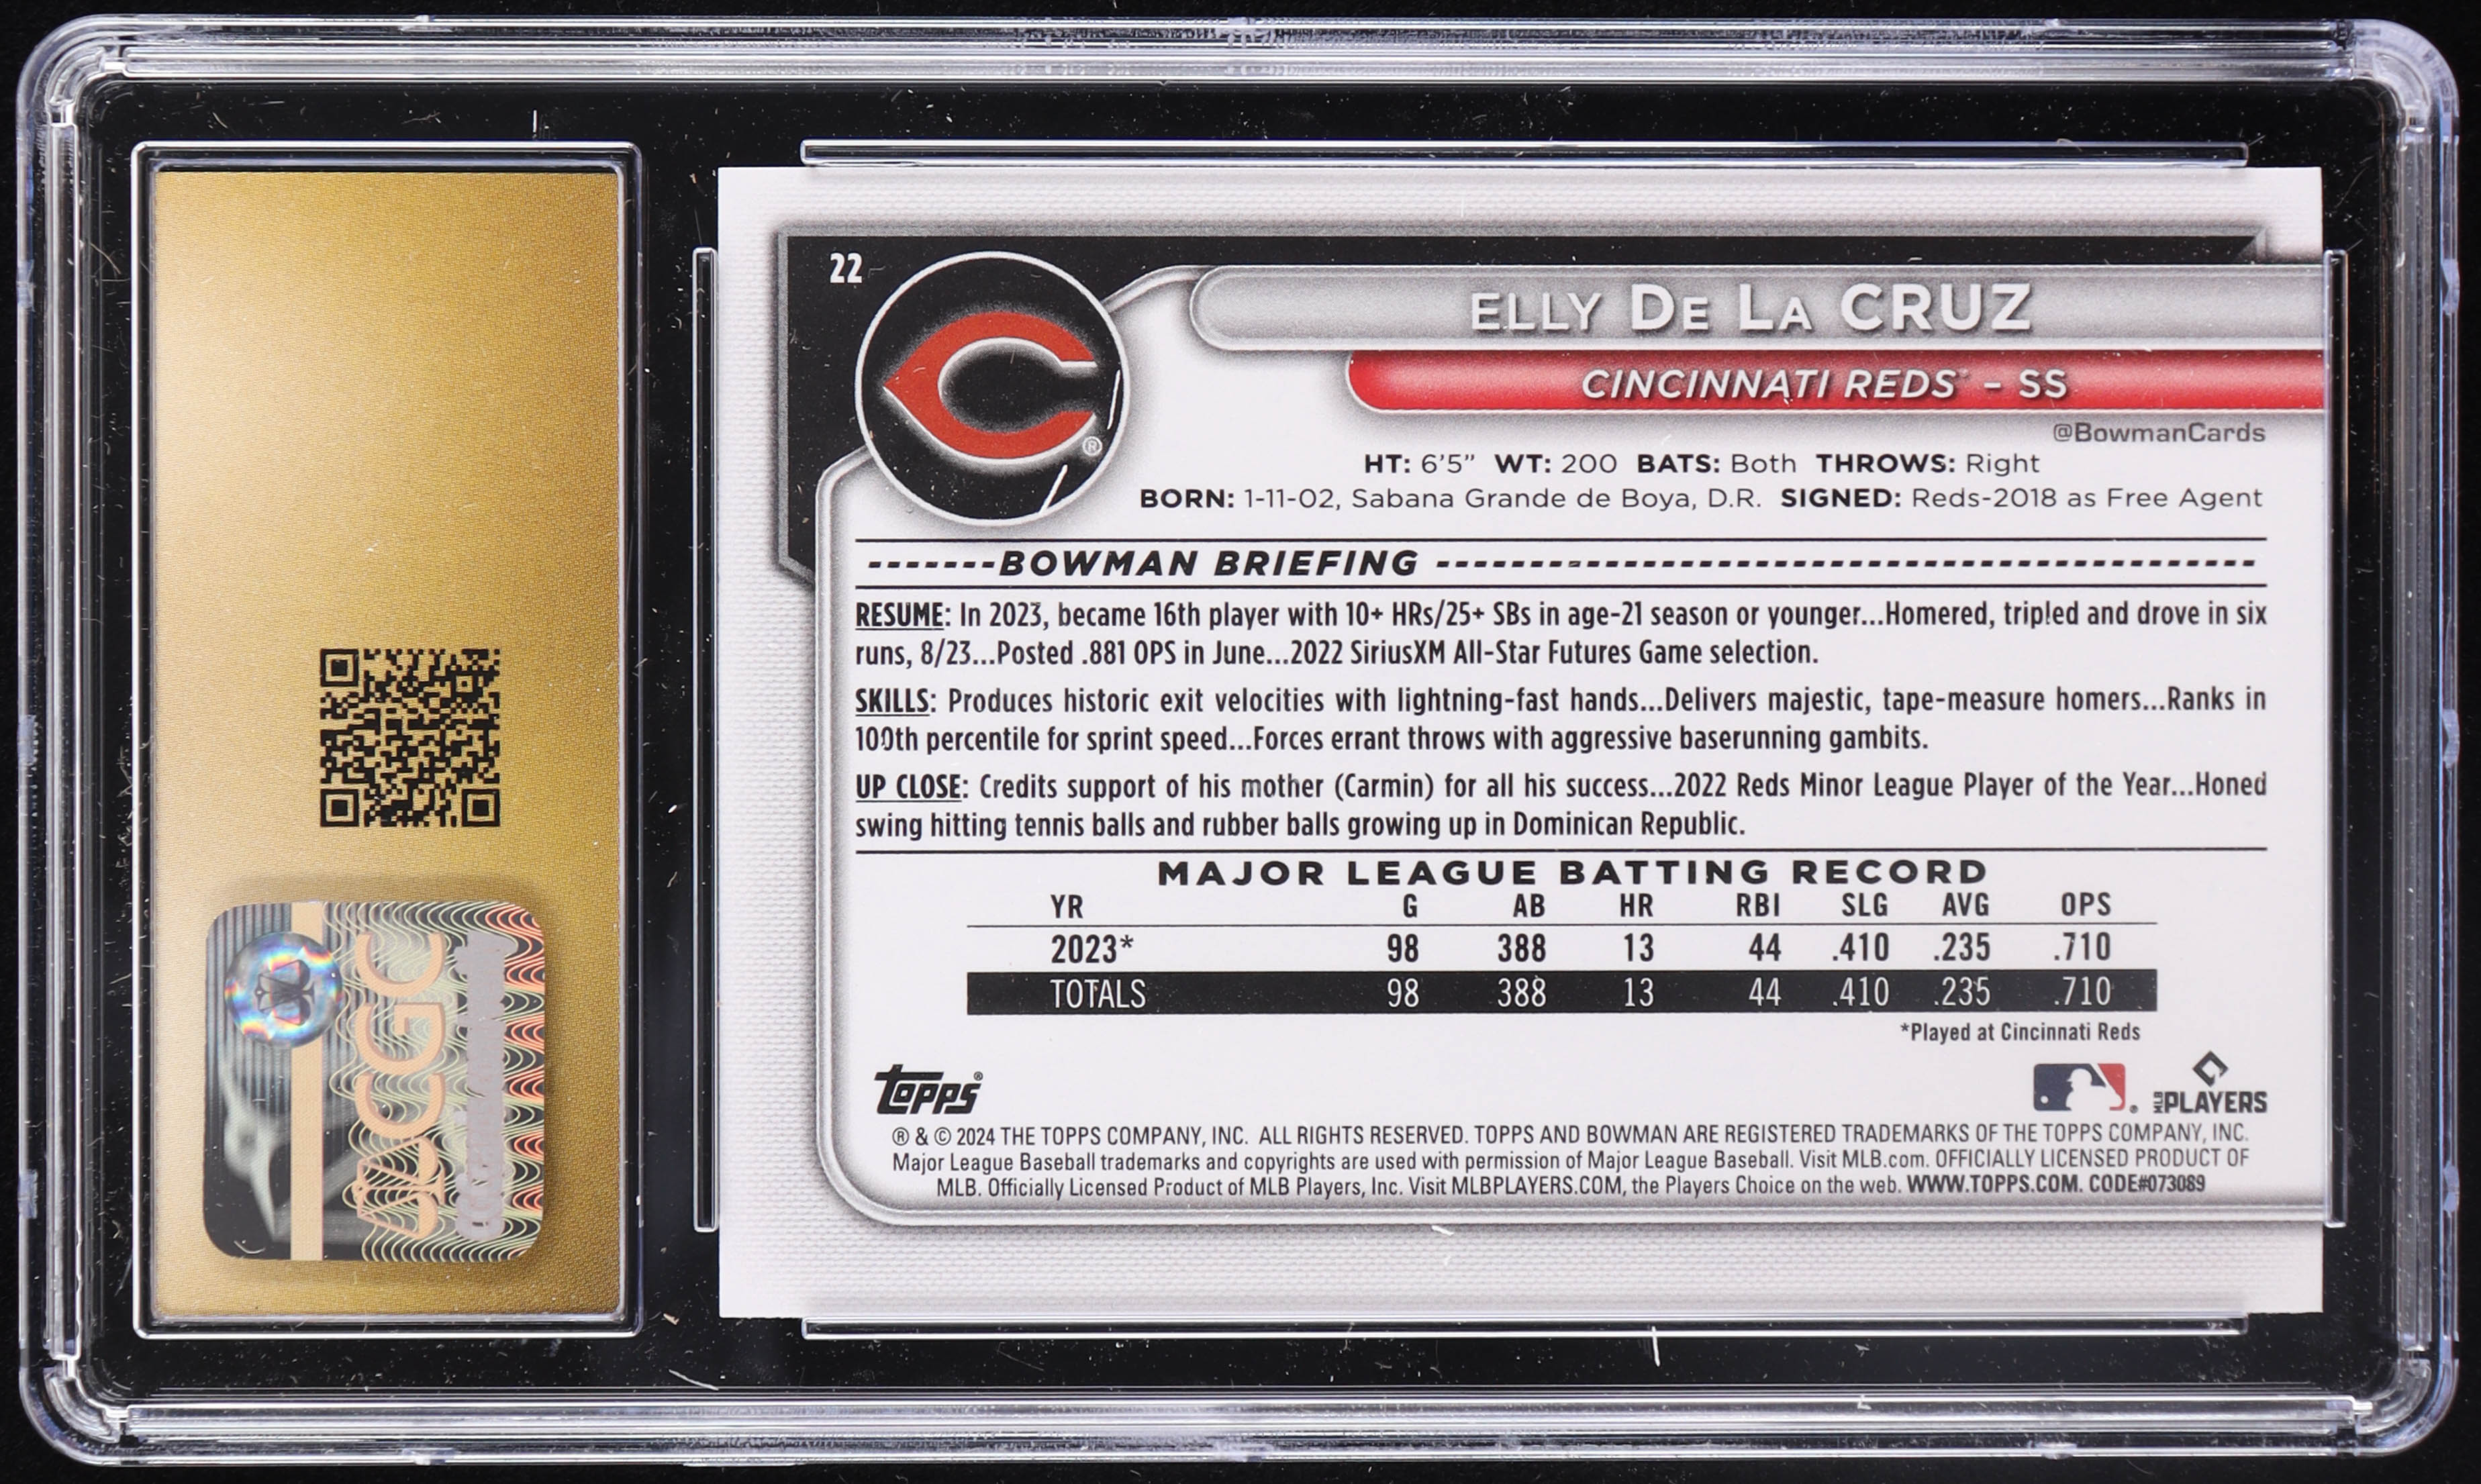 CGC
22
ELLY DE LA CRUZ
CINCINNATI REDS™ - SS
@BowmanCards
HT: 6'5" WT: 200 BATS: Both THROWS: Right
BORN: 1-11-02, Sabana Grande de Boya, D.R. SIGNED: Reds-2018 as Free Agent
®
-------BOWMAN BRIEFING ---------------------------------
RESUME: In 2023, became 16th player with 10+ HRs/25+ SBs in age-21 season or younger...Homered, tripled and drove in six
runs, 8/23...Posted .881 OPS in June...2022 SiriusXM All-Star Futures Game selection.
SKILLS: Produces historic exit velocities with lightning-fast hands...Delivers majestic, tape-measure homers...Ranks in
100th percentile for sprint speed...Forces errant throws with aggressive baserunning gambits.
UP CLOSE: Credits support of his mother (Carmin) for all his success...2022 Reds Minor League Player of the Year...Honed
swing hitting tennis balls and rubber balls growing up in Dominican Republic.
MAJOR LEAGUE BATTING RECORD
YR G AB HR RBI SLG AVG OPS
2023* 98 388 13 44 .410 .235 .710
TOTALS 98 388 13 44 .410 .235 .710
*Played at Cincinnati Reds
TOPPS®
MLB PLAYERS
® & © 2024 THE TOPPS COMPANY, INC. ALL RIGHTS RESERVED. TOPPS AND BOWMAN ARE REGISTERED TRADEMARKS OF THE TOPPS COMPANY, INC.
Major League Baseball trademarks and copyrights are used with permission of Major League Baseball. Visit MLB.com. OFFICIALLY LICENSED PRODUCT OF
MLB. Officially Licensed Product of MLB Players, Inc. Visit MLBPLAYERS.COM, the Players Choice on the web. WWW.TOPPS.COM. CODE#073089